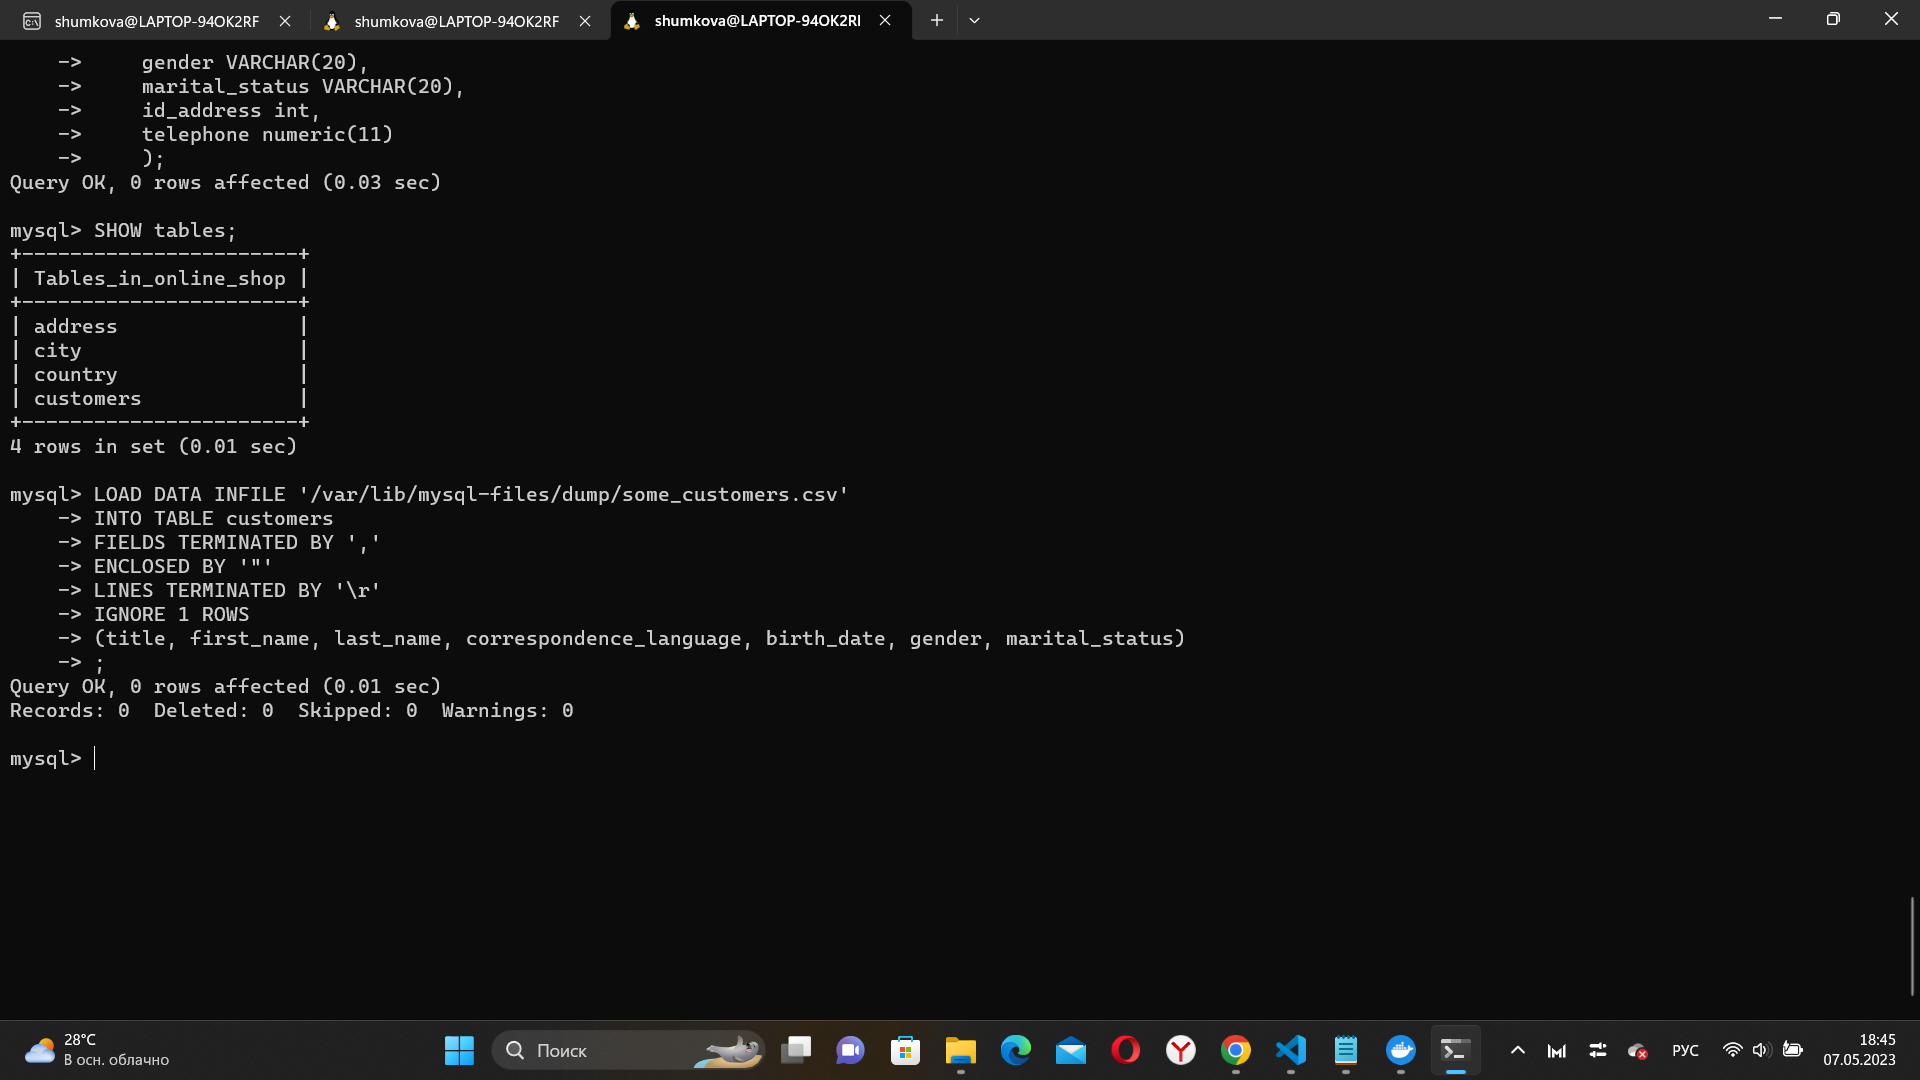 shumkova@LAPTOP-94OK2RF
shumkova@LAPTOP-94OK2RF
shumkova@LAPTOP-94OK2RI
->     gender VARCHAR(20),
->     marital_status VARCHAR(20),
->     id_address int,
->     telephone numeric(11)
->     );
Query OK, 0 rows affected (0.03 sec)
mysql> SHOW tables;
+-----------------------+
| Tables_in_online_shop |
+-----------------------+
| address               |
| city                  |
| country               |
| customers             |
+-----------------------+
4 rows in set (0.01 sec)
mysql> LOAD DATA INFILE '/var/lib/mysql-files/dump/some_customers.csv'
-> INTO TABLE customers
-> FIELDS TERMINATED BY ','
-> ENCLOSED BY '"'
-> LINES TERMINATED BY '\r'
-> IGNORE 1 ROWS
-> (title, first_name, last_name, correspondence_language, birth_date, gender, marital_status)
-> ;
Query OK, 0 rows affected (0.01 sec)
Records: 0  Deleted: 0  Skipped: 0  Warnings: 0
mysql>
28°C
В осн. облачно
Поиск
РУС
18:45
07.05.2023